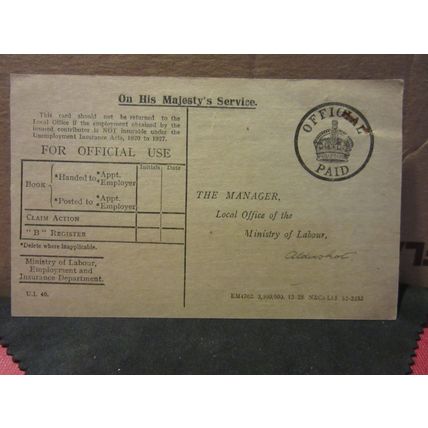 On His Majesty's Service.
This card should not be returned to the
Local Office if the employment obtained by the
insured contributor is NOT insurable under the
Unemployment Insurance Acts, 1920 to 1927.
FOR OFFICIAL USE
Initials Date
BOOK
*Handed to *Appt.
*Employer
*Posted to *Appt.
*Employer
CLAIM ACTION
"B" REGISTER
*Delete where inapplicable.
Ministry of Labour,
Employment and
Insurance Department.
U.I. 40.
OFFICIAL
PAID
THE MANAGER,
Local Office of the
Ministry of Labour,
Aldershot